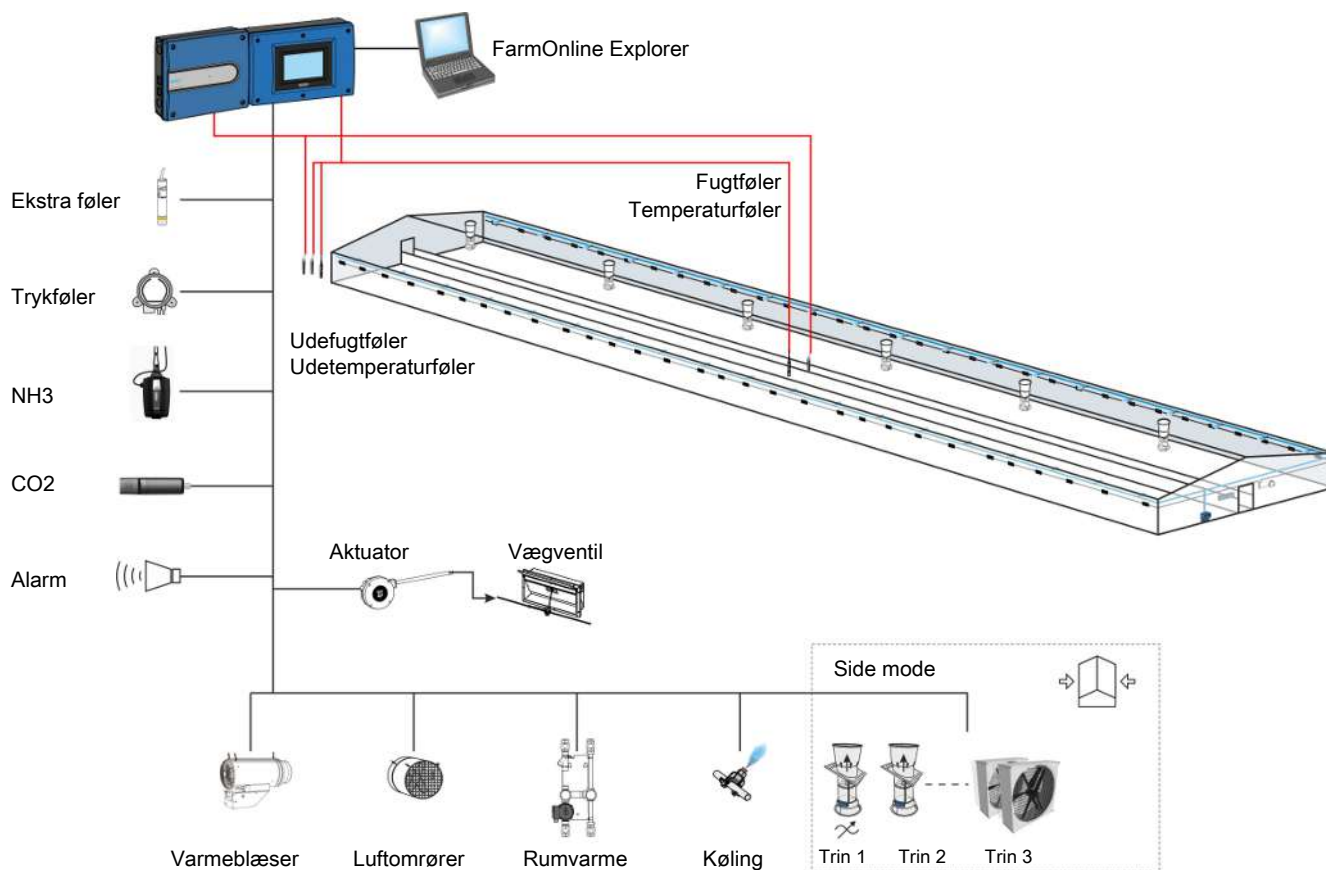 FarmOnline Explorer
Ekstra føler
Fugtføler
Temperaturføler
Trykføler
Udefugtføler
Udetemperaturføler
NH3
CO2
Alarm
Aktuator
Vægventil
Side mode
Varmeblæser
Luftomrører
Rumvarme
Køling
Trin 1
Trin 2
Trin 3